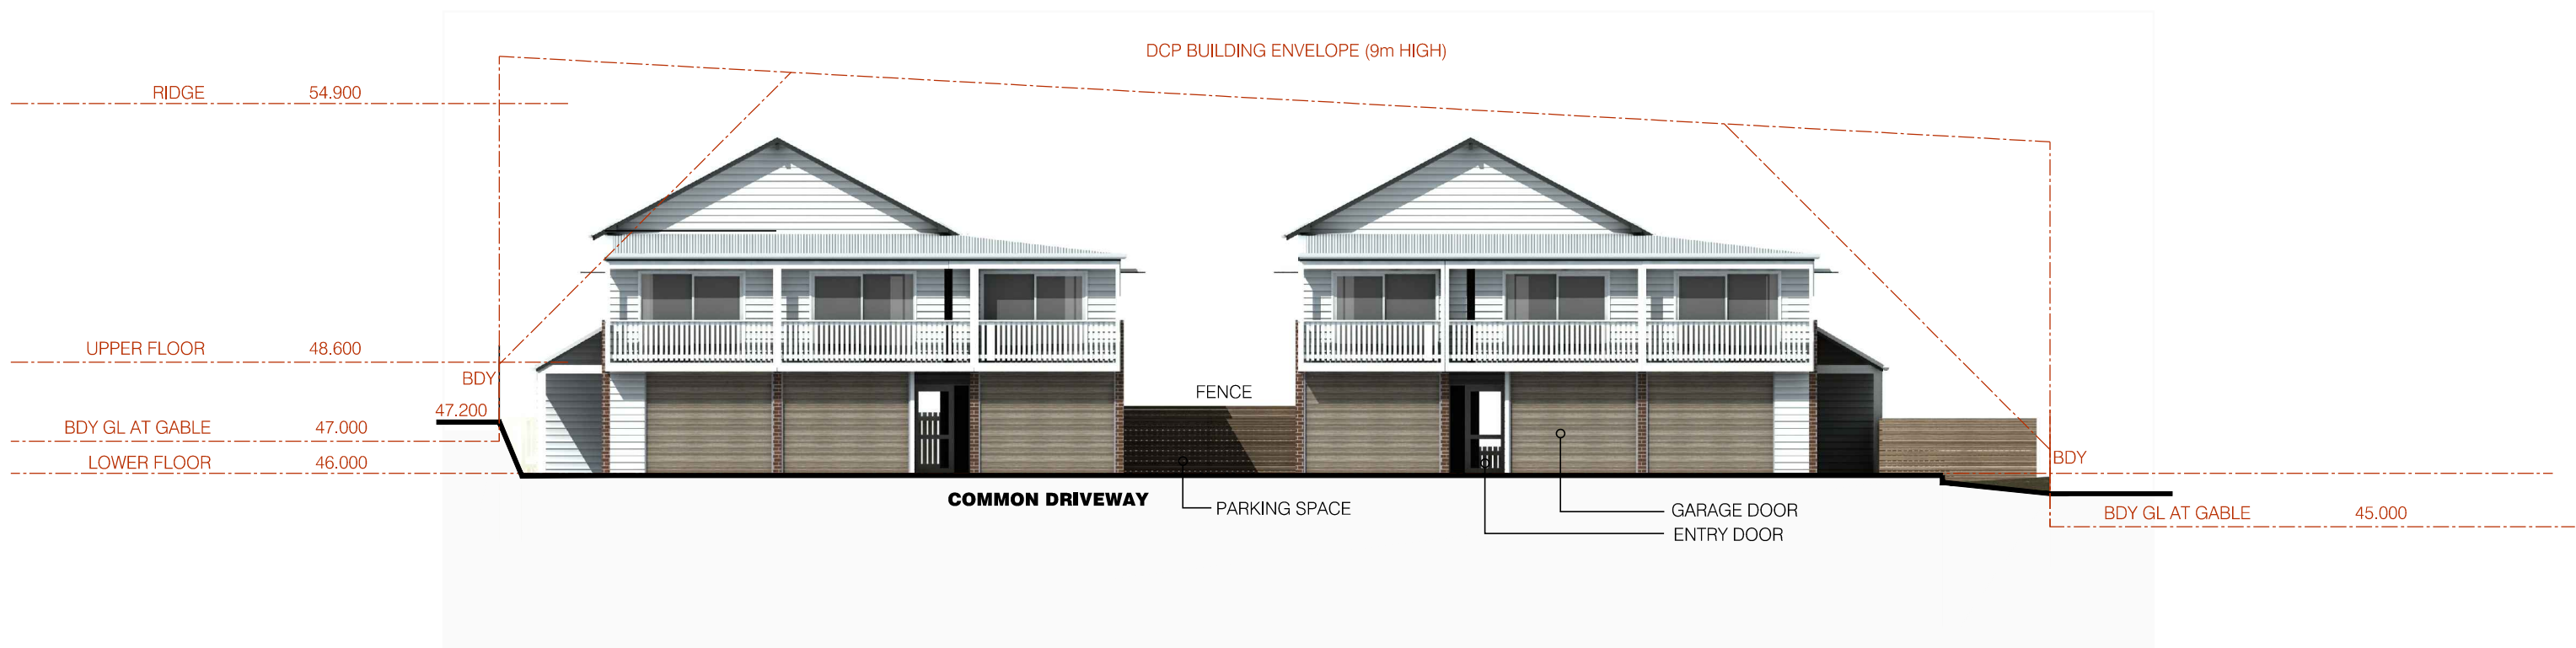 DCP BUILDING ENVELOPE (9m HIGH)
RIDGE 54.900
UPPER FLOOR 48.600
BDY
FENCE
47.200
BDY GL AT GABLE 47.000
LOWER FLOOR 46.000
BDY
COMMON DRIVEWAY
PARKING SPACE
GARAGE DOOR
ENTRY DOOR
BDY GL AT GABLE 45.000